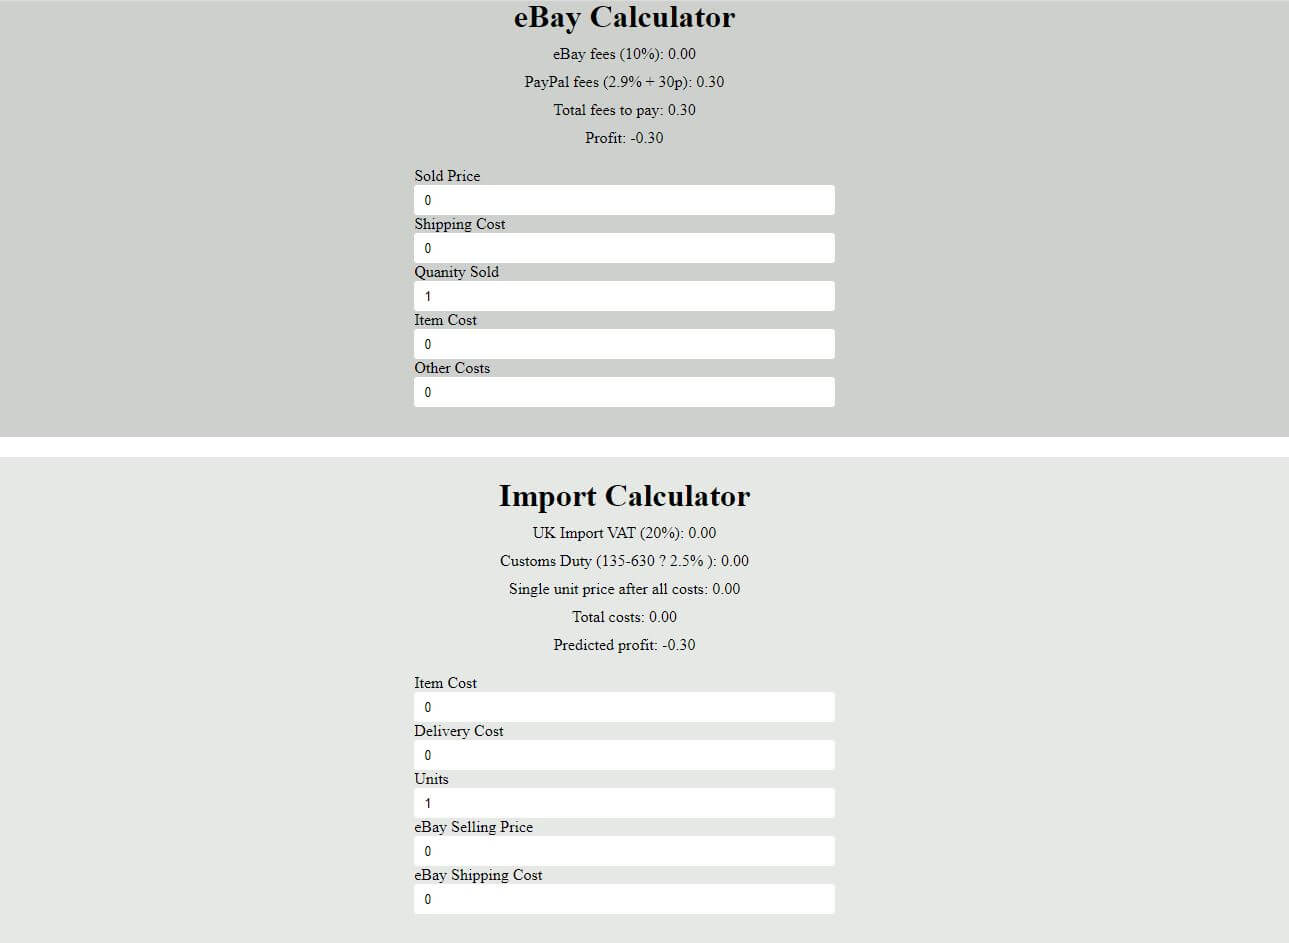 eBay Calculator
eBay fees (10%): 0.00
PayPal fees (2.9% + 30p): 0.30
Total fees to pay: 0.30
Profit: -0.30
Sold Price
0
Shipping Cost
0
Quanity Sold
1
Item Cost
0
Other Costs
0
Import Calculator
UK Import VAT (20%): 0.00
Customs Duty (135-630 ? 2.5% ): 0.00
Single unit price after all costs: 0.00
Total costs: 0.00
Predicted profit: -0.30
Item Cost
0
Delivery Cost
0
Units
1
eBay Selling Price
0
eBay Shipping Cost
0